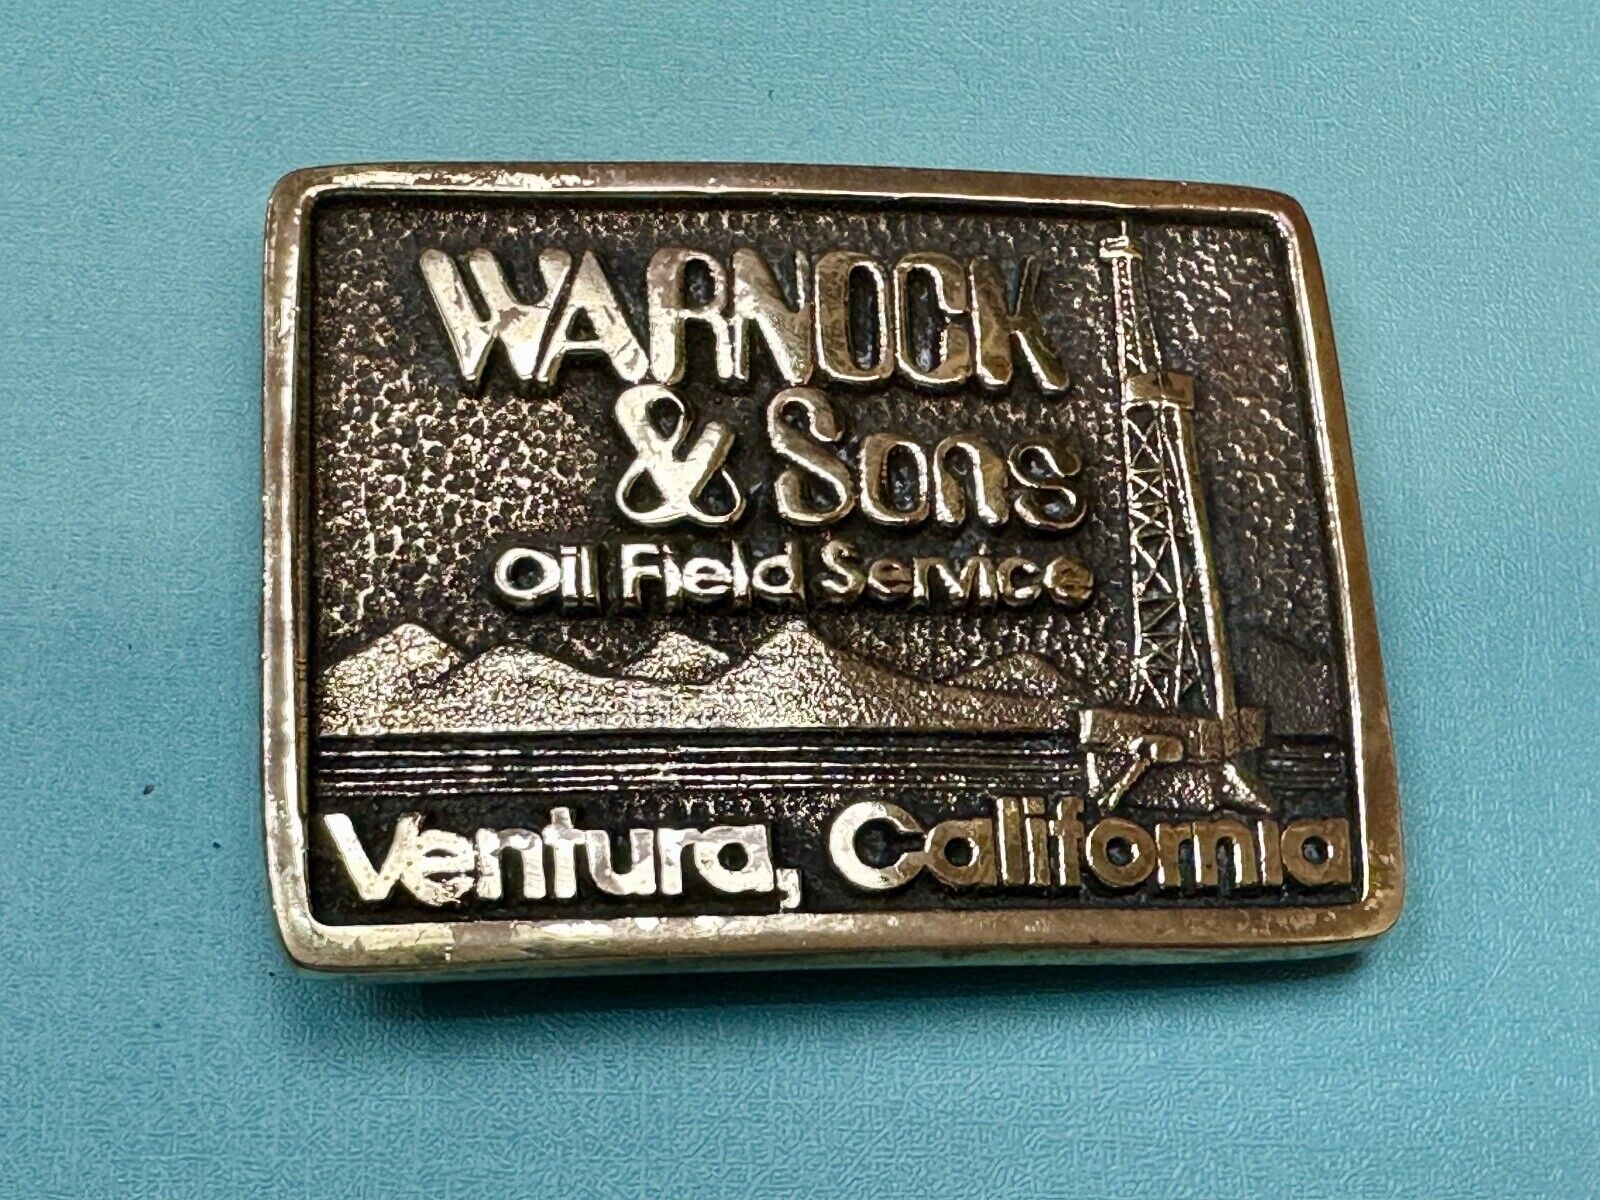 WARNOCK
& Sons
Oil Field Service
Ventura, California